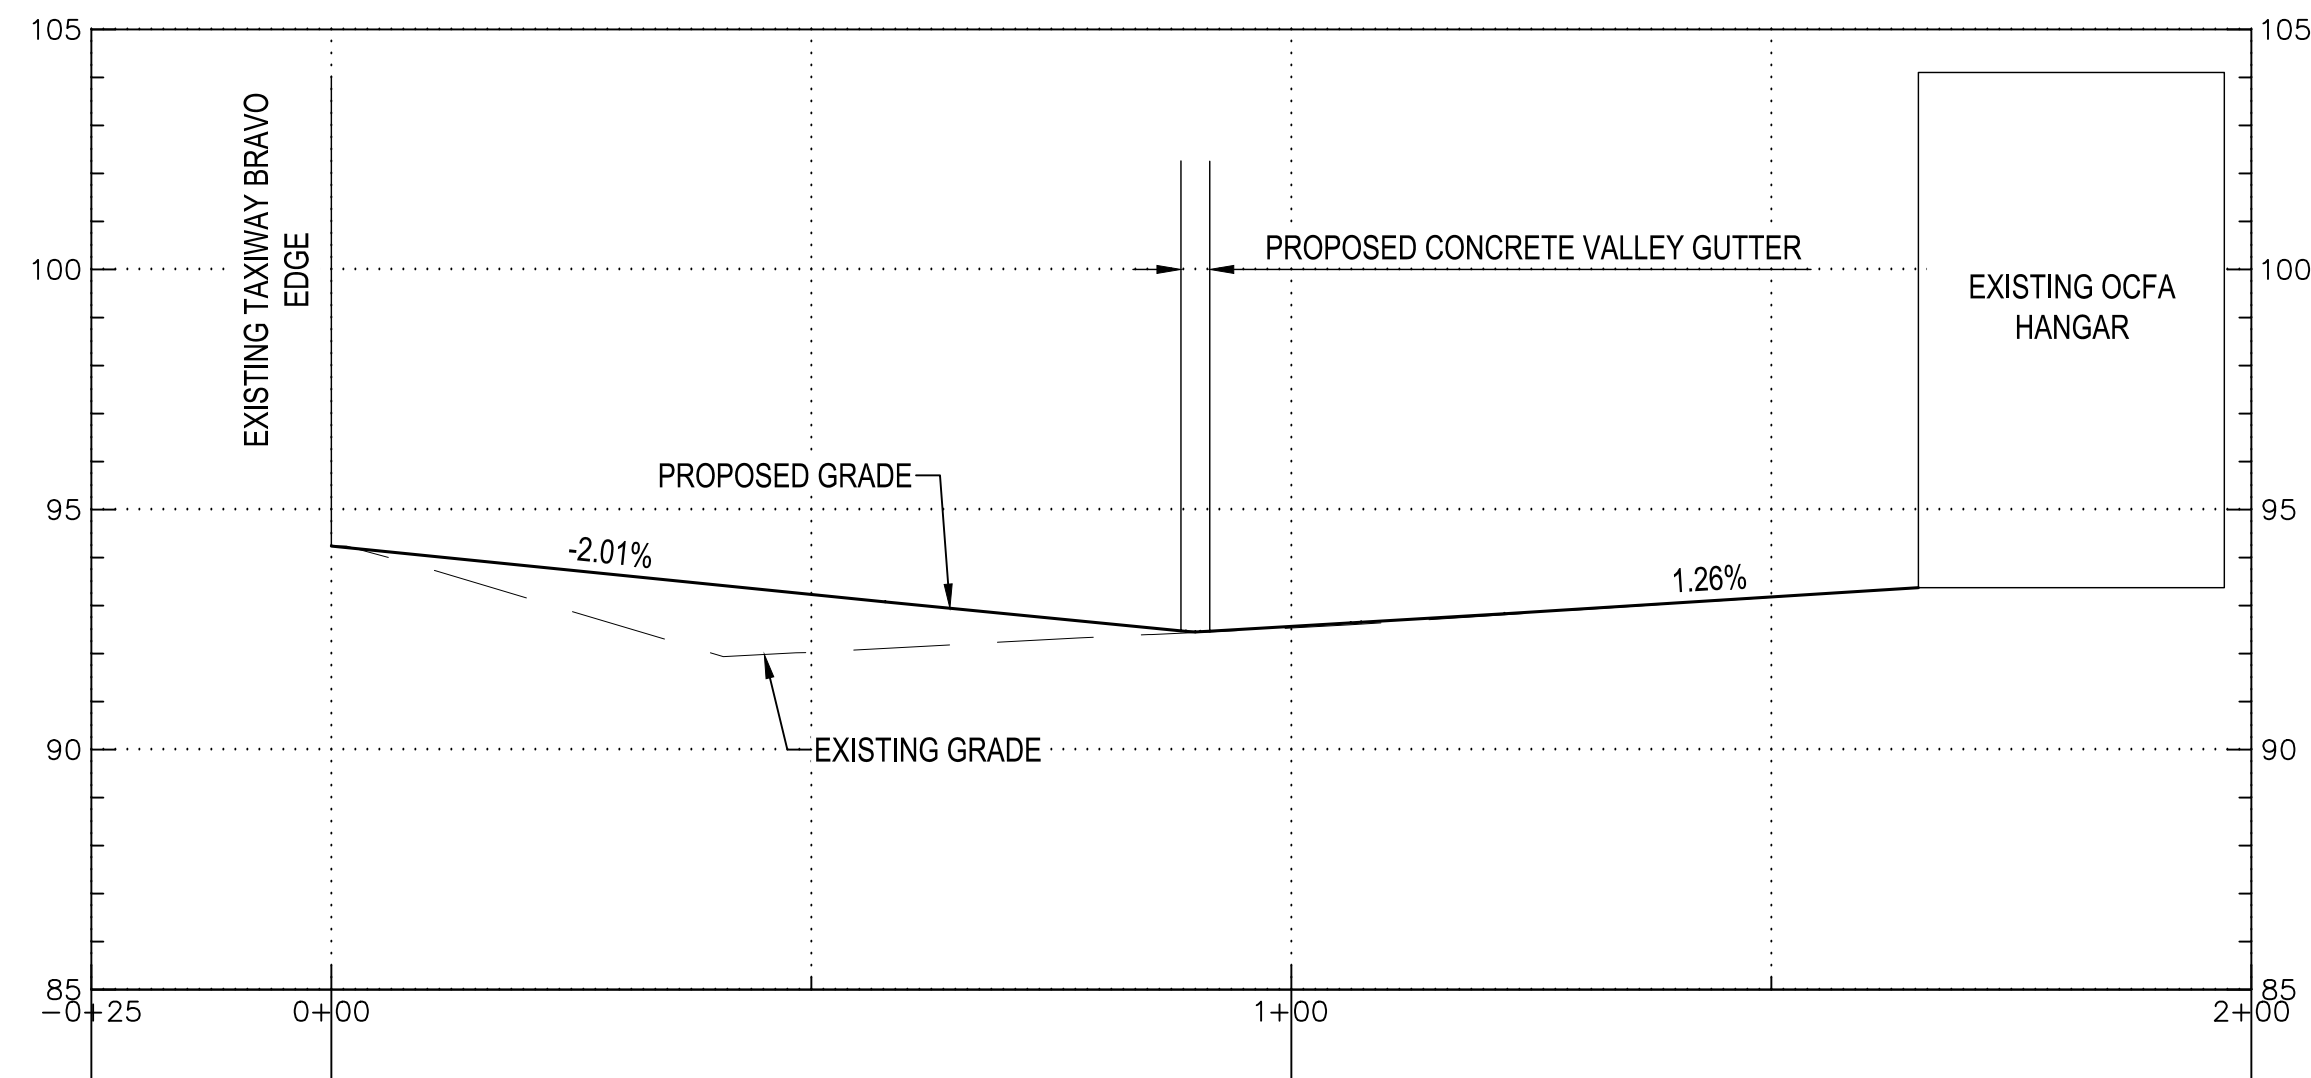 105
105
EXISTING TAXIWAY BRAVO
EDGE
PROPOSED CONCRETE VALLEY GUTTER
100
100
EXISTING OCFA
HANGAR
PROPOSED GRADE
95
95
-2.01%
1.26%
90
EXISTING GRADE
90
85
85
-0+25
0+00
1+00
2+00